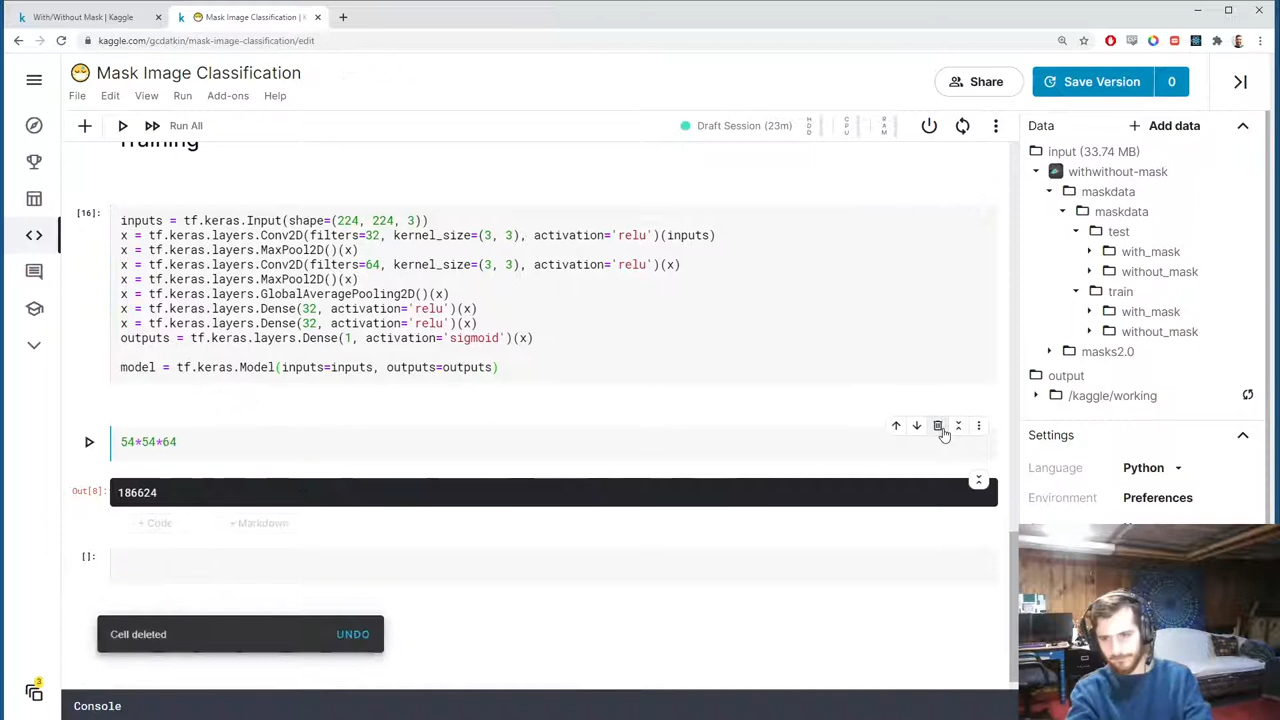 With/Without Mask | Kaggle
Mask Image Classification | K
kaggle.com/gcdatkin/mask-image-classification/edit
Mask Image Classification
Share
Save Version
0
File
Edit
View
Run
Add-ons
Help
Run All
Draft Session (23m)
HDD
CPU
RAM
Data
Add data
input (33.74 MB)
withwithout-mask
maskdata
maskdata
test
with_mask
without_mask
train
with_mask
without_mask
masks2.0
output
/kaggle/working
Settings
Language
Python
Environment
Preferences
Training
[16]:
inputs = tf.keras.Input(shape=(224, 224, 3))
x = tf.keras.layers.Conv2D(filters=32, kernel_size=(3, 3), activation='relu')(inputs)
x = tf.keras.layers.MaxPool2D()(x)
x = tf.keras.layers.Conv2D(filters=64, kernel_size=(3, 3), activation='relu')(x)
x = tf.keras.layers.MaxPool2D()(x)
x = tf.keras.layers.GlobalAveragePooling2D()(x)
x = tf.keras.layers.Dense(32, activation='relu')(x)
x = tf.keras.layers.Dense(32, activation='relu')(x)
outputs = tf.keras.layers.Dense(1, activation='sigmoid')(x)
model = tf.keras.Model(inputs=inputs, outputs=outputs)
54*54*64
Out[8]:
186624
+ Code
+ Markdown
[]:
Cell deleted
UNDO
3
Console